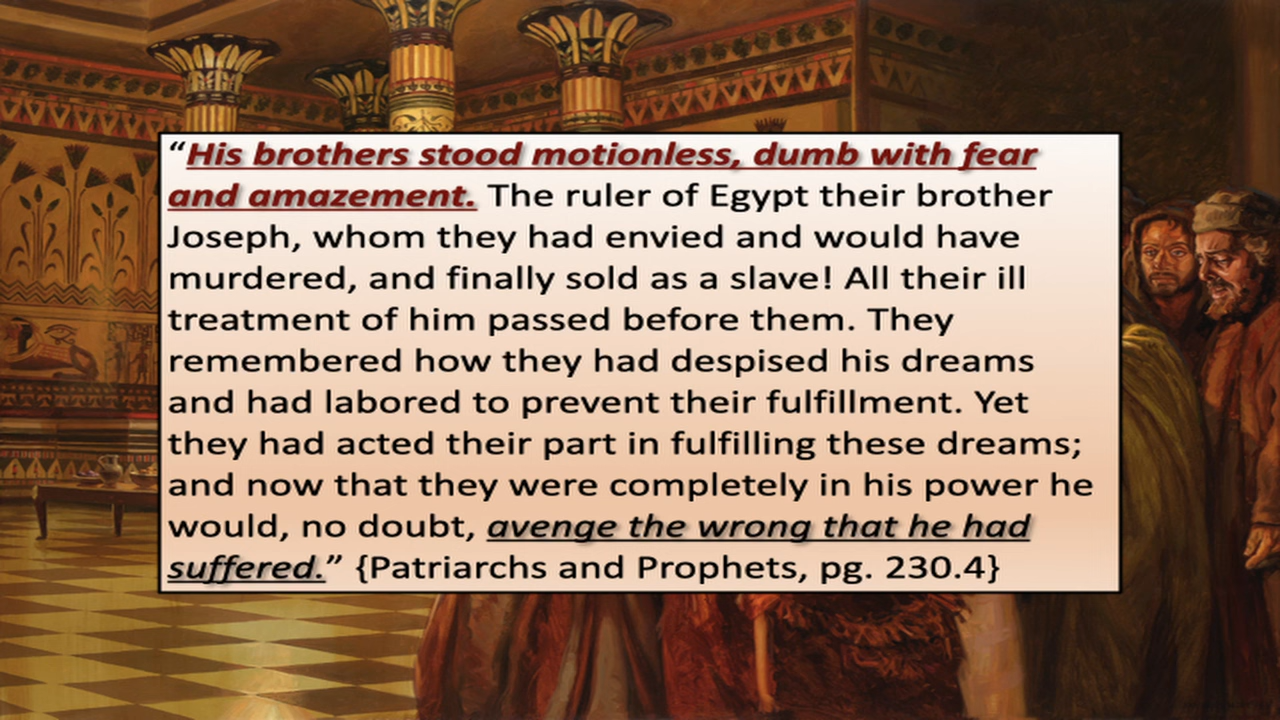 “His brothers stood motionless, dumb with fear
and amazement. The ruler of Egypt their brother
Joseph, whom they had envied and would have
murdered, and finally sold as a slave! All their ill
treatment of him passed before them. They
remembered how they had despised his dreams
and had labored to prevent their fulfillment. Yet
they had acted their part in fulfilling these dreams;
and now that they were completely in his power he
would, no doubt, avenge the wrong that he had
suffered.” {Patriarchs and Prophets, pg. 230.4}